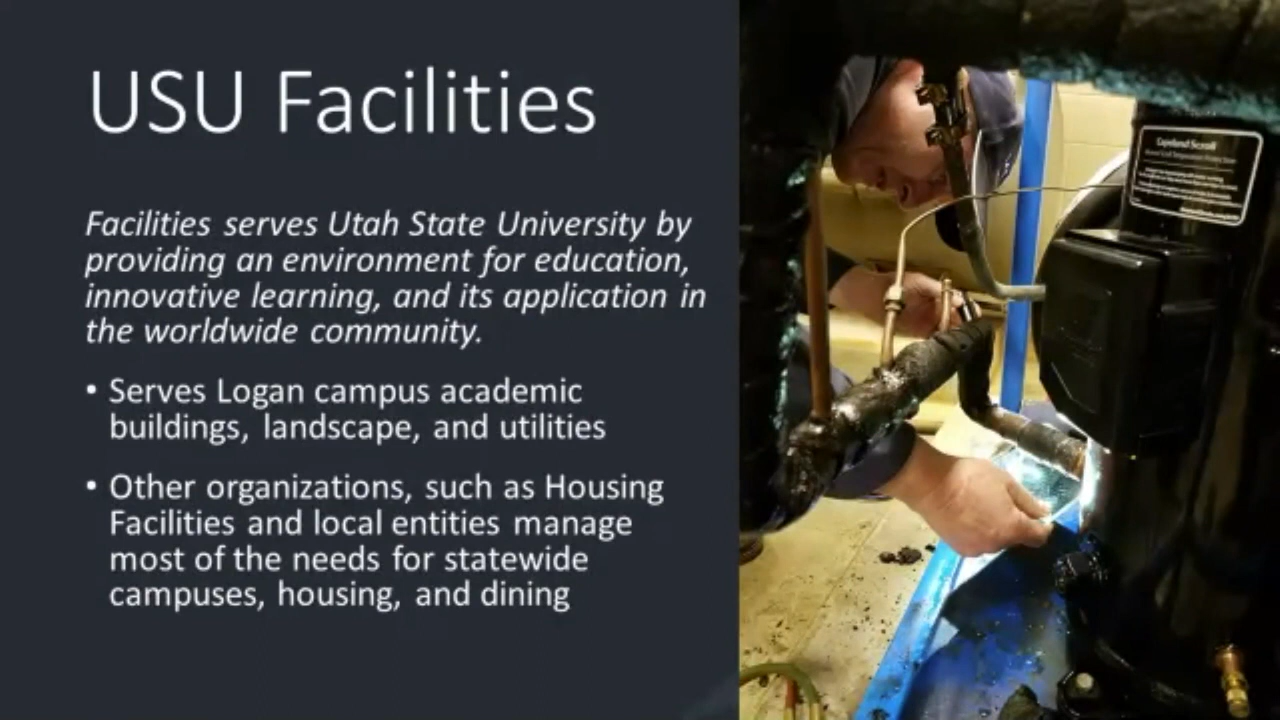 USU Facilities
Facilities serves Utah State University by
providing an environment for education,
innovative learning, and its application in
the worldwide community.
• Serves Logan campus academic
buildings, landscape, and utilities
• Other organizations, such as Housing
Facilities and local entities manage
most of the needs for statewide
campuses, housing, and dining
Copeland Scroll